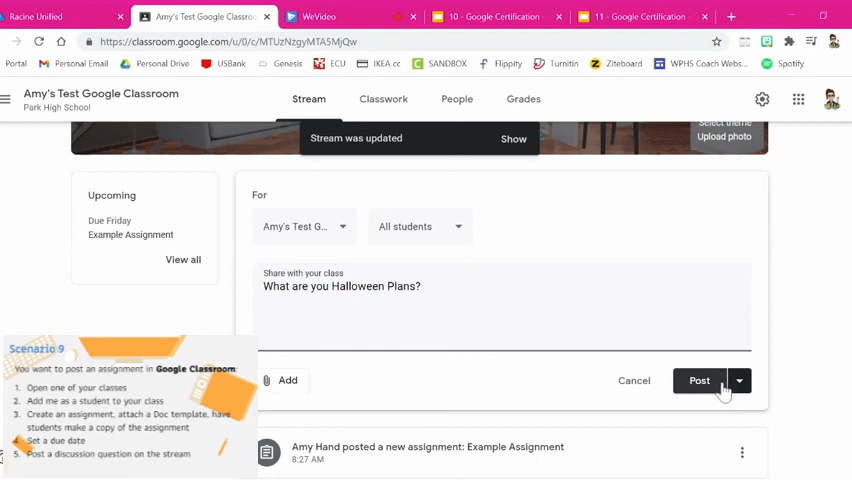 Racine Unified
Amy's Test Google Classroom
WeVideo
10 - Google Certification -
11 - Google Certification -
https://classroom.google.com/u/0/c/MTUzNzgyMTA5MjQw
Portal
Personal Email
Personal Drive
USBank
Genesis
ECU
IKEA cc
SANDBOX
Flippity
Turnitin
Ziteboard
WPHS Coach Webs...
Spotify
Amy's Test Google Classroom
Park High School
Stream
Classwork
People
Grades
Select theme
Upload photo
Stream was updated
Show
Upcoming
Due Friday
Example Assignment
View all
For
Amy's Test G...
All students
Share with your class
What are you Halloween Plans?
Add
Cancel
Post
Scenario 9
You want to post an assignment in Google Classroom:
1. Open one of your classes
2. Add me as a student to your class
3. Create an assignment, attach a Doc template, have
students make a copy of the assignment
4. Set a due date
5. Post a discussion question on the stream
Amy Hand posted a new assignment: Example Assignment
8:27 AM